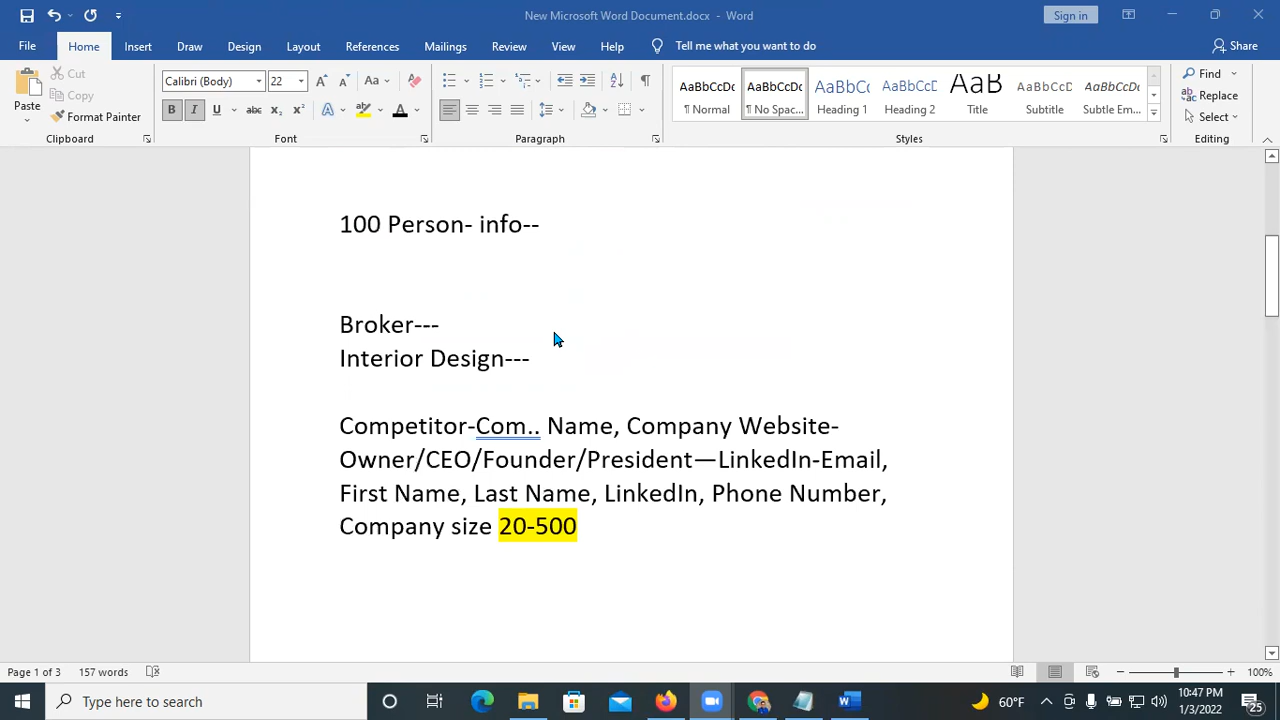 New Microsoft Word Document.docx - Word
Sign in
File Home Insert Draw Design Layout References Mailings Review View Help Tell me what you want to do Share
Paste
Cut
Copy
Format Painter
Clipboard
Calibri (Body) 22
Font
Paragraph
AaBbCcDc AaBbCcDc AaBbCc AaBbCcC AaB AaBbCcC AaBbCcDc
¶ Normal ¶ No Spac... Heading 1 Heading 2 Title Subtitle Subtle Em...
Styles
Find
Replace
Select
Editing
100 Person- info--
Broker---
Interior Design---
Competitor-Com.. Name, Company Website-
Owner/CEO/Founder/President—LinkedIn-Email,
First Name, Last Name, LinkedIn, Phone Number,
Company size 20-500
Page 1 of 3 157 words 100%
Type here to search
60°F
10:47 PM
1/3/2022
25